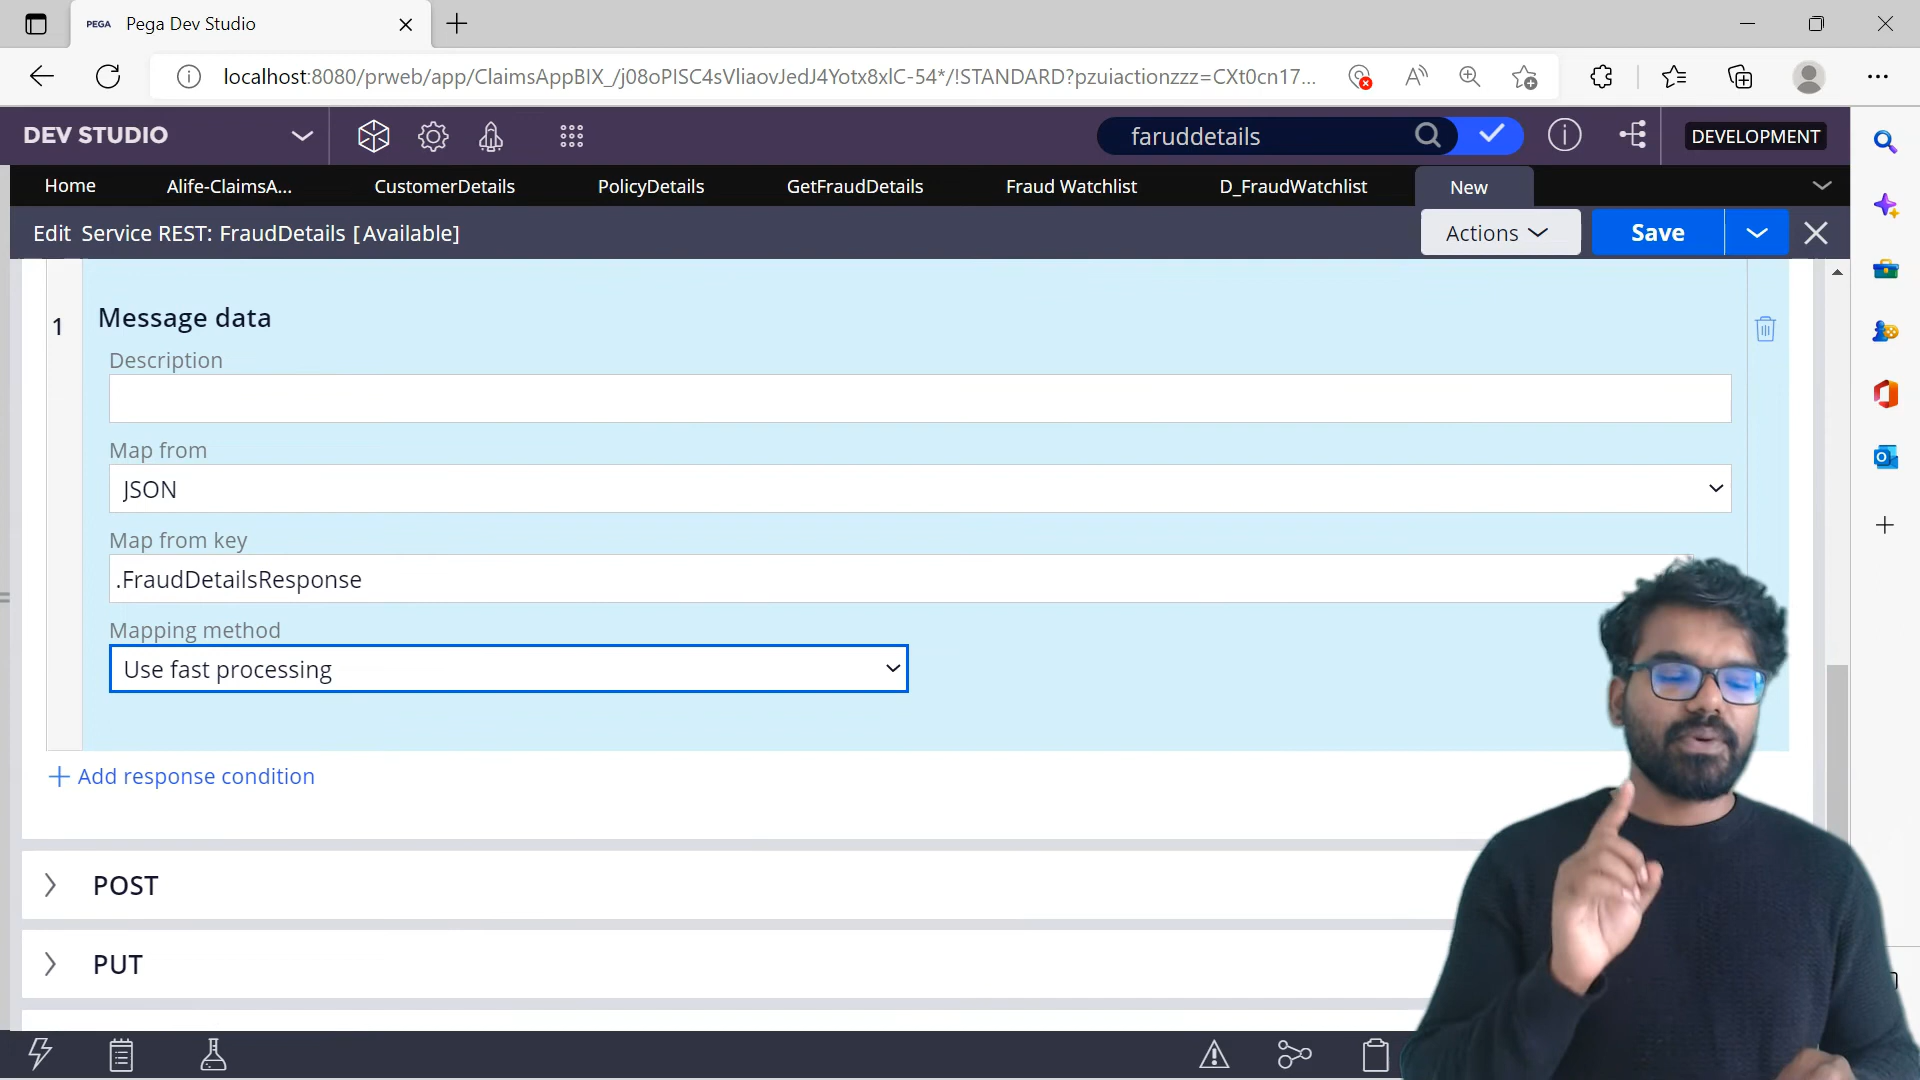 PEGA Pega Dev Studio
localhost:8080/prweb/app/ClaimsAppBIX_/j08oPISC4sVliaovJedJ4Yotx8xlC-54*/!STANDARD?pzuiactionzzz=CXt0cn17...
DEV STUDIO
faruddetails
DEVELOPMENT
Home Alife-ClaimsA... CustomerDetails PolicyDetails GetFraudDetails Fraud Watchlist D_FraudWatchlist New
Edit Service REST: FraudDetails [Available]
Actions Save
1 Message data
Description
Map from
JSON
Map from key
.FraudDetailsResponse
Mapping method
Use fast processing
+ Add response condition
POST
PUT